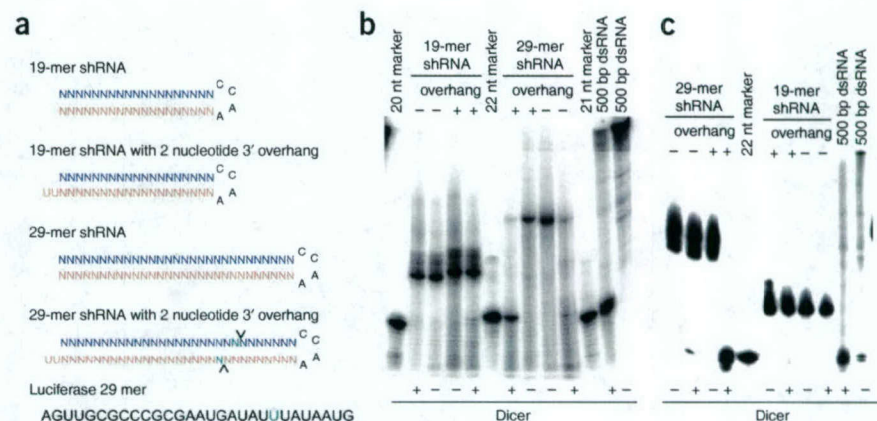 a
19-mer shRNA
NNNNNNNNNNNNNNNNNNN C C
NNNNNNNNNNNNNNNNNNN A A
19-mer shRNA with 2 nucleotide 3′ overhang
NNNNNNNNNNNNNNNNNNN C C
UUNNNNNNNNNNNNNNNNNNN A A
29-mer shRNA
NNNNNNNNNNNNNNNNNNNNNNNNNNNNN C C
NNNNNNNNNNNNNNNNNNNNNNNNNNNNN A A
29-mer shRNA with 2 nucleotide 3′ overhang
NNNNNNNNNNNNNNNNNNNNNNNNNNNNN C C
UUNNNNNNNNNNNNNNNNNNNNNNNNNNNNN A A
Luciferase 29 mer
AGUUGCGCCCGCGAAUGAUAUUUAUAAUG
b
20 nt marker
19-mer shRNA
overhang
– – + +
22 nt marker
29-mer shRNA
overhang
+ + – –
21 nt marker
500 bp dsRNA
500 bp dsRNA
+ – – + – + – + – + –
Dicer
c
29-mer shRNA
overhang
– – + +
22 nt marker
19-mer shRNA
overhang
+ + – –
500 bp dsRNA
500 bp dsRNA
– + – + – + – + + –
Dicer